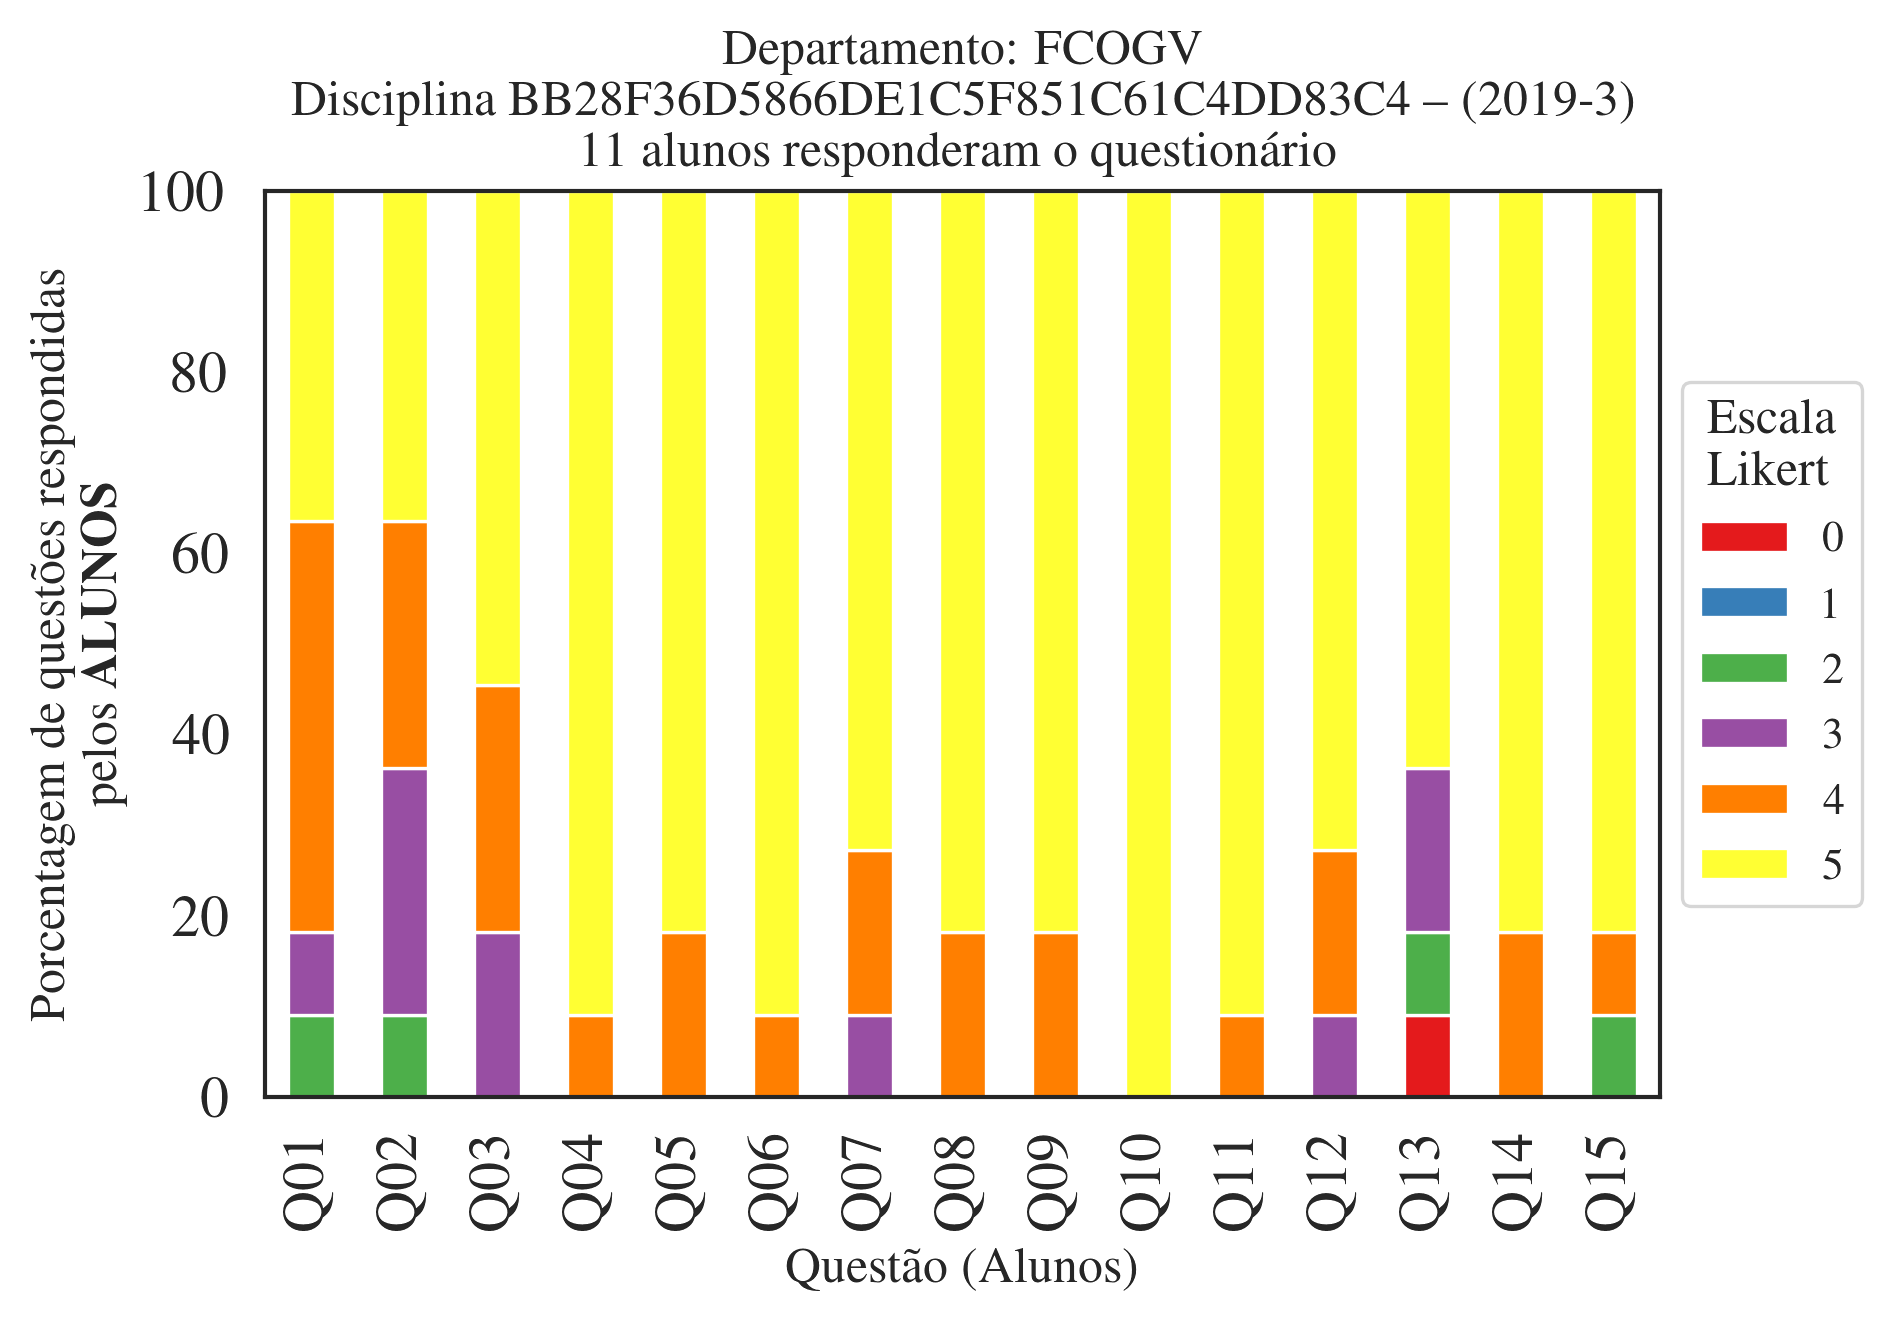 Departamento: FCOGV
Disciplina BB28F36D5866DE1C5F851C61C4DD83C4 – (2019-3)
11 alunos responderam o questionário
Porcentagem de questões respondidas
pelos ALUNOS
100
80
60
40
20
0
Q01
Q02
Q03
Q04
Q05
Q06
Q07
Q08
Q09
Q10
Q11
Q12
Q13
Q14
Q15
Questão (Alunos)
Escala
Likert
0
1
2
3
4
5